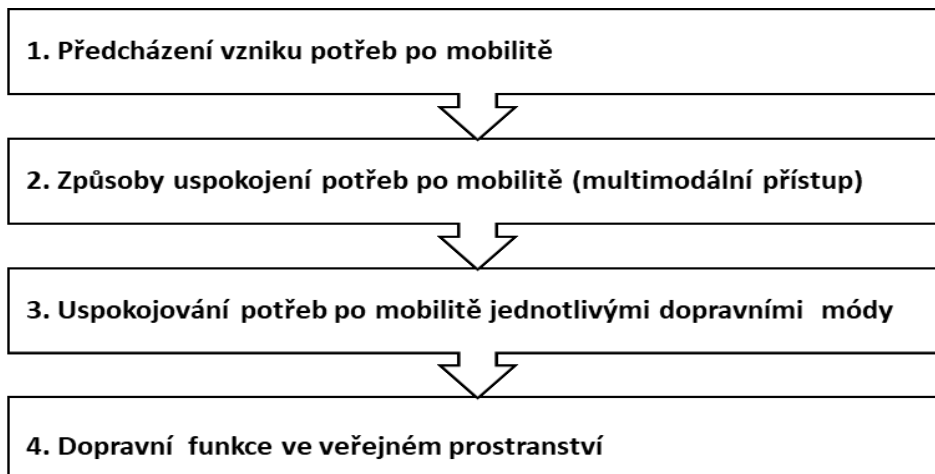 1. Předcházení vzniku potřeb po mobilitě
2. Způsoby uspokojení potřeb po mobilitě (multimodální přístup)
3. Uspokojování potřeb po mobilitě jednotlivými dopravními módy
4. Dopravní funkce ve veřejném prostranství